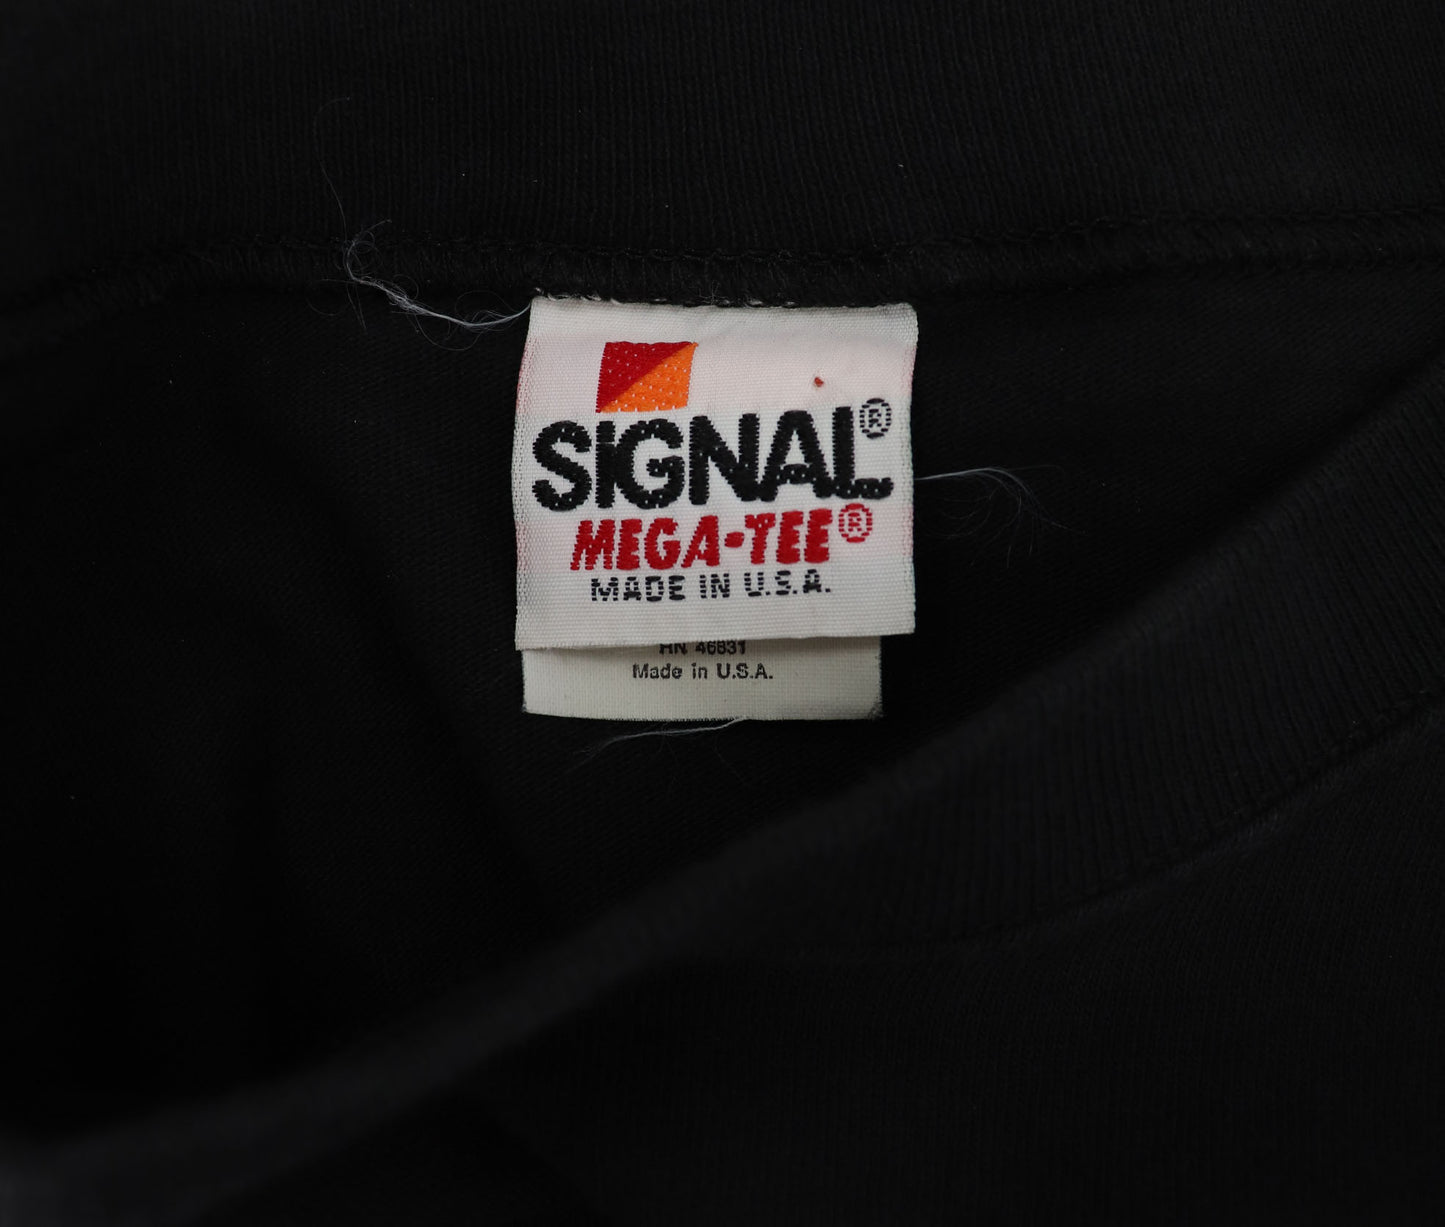 SiGNAL®
MEGA-TEE®
MADE IN U.S.A.
RN 46831
Made in U.S.A.